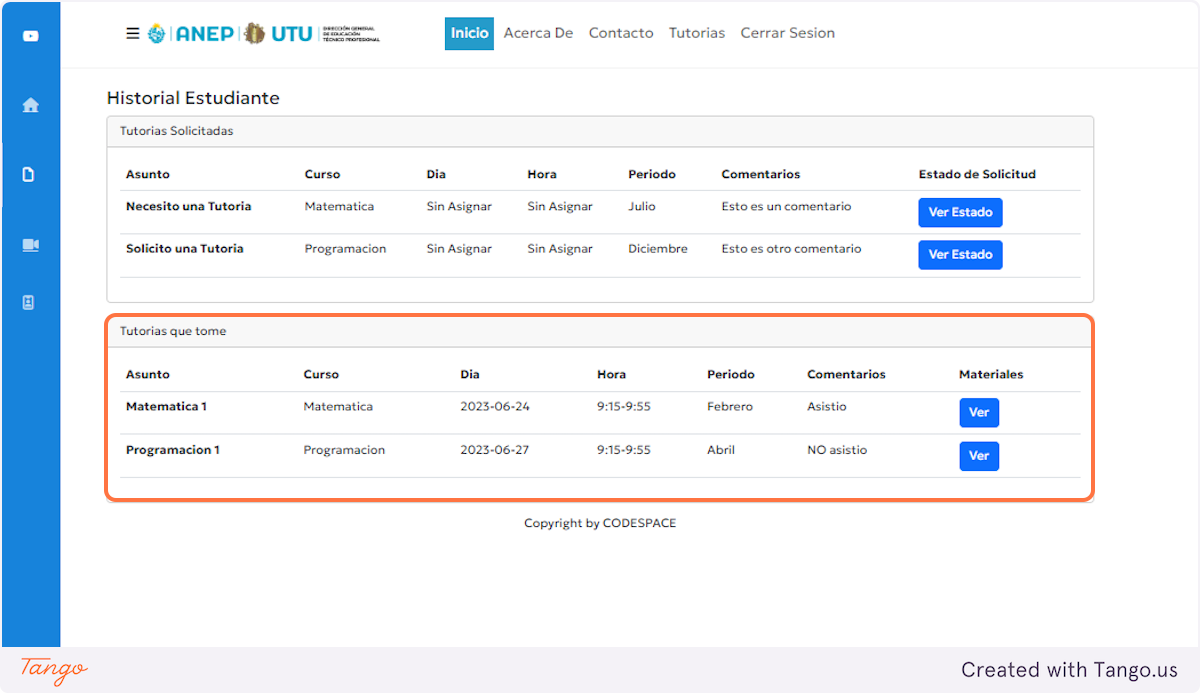 ANEP UTU DIRECCIÓN GENERAL DE EDUCACIÓN TÉCNICO PROFESIONAL Inicio Acerca De Contacto Tutorias Cerrar Sesion
Historial Estudiante
Tutorias Solicitadas
Asunto Curso Dia Hora Periodo Comentarios Estado de Solicitud
Necesito una Tutoria Matematica Sin Asignar Sin Asignar Julio Esto es un comentario Ver Estado
Solicito una Tutoria Programacion Sin Asignar Sin Asignar Diciembre Esto es otro comentario Ver Estado
Tutorias que tome
Asunto Curso Dia Hora Periodo Comentarios Materiales
Matematica 1 Matematica 2023-06-24 9:15-9:55 Febrero Asistio Ver
Programacion 1 Programacion 2023-06-27 9:15-9:55 Abril NO asistio Ver
Copyright by CODESPACE
Tango Created with Tango.us